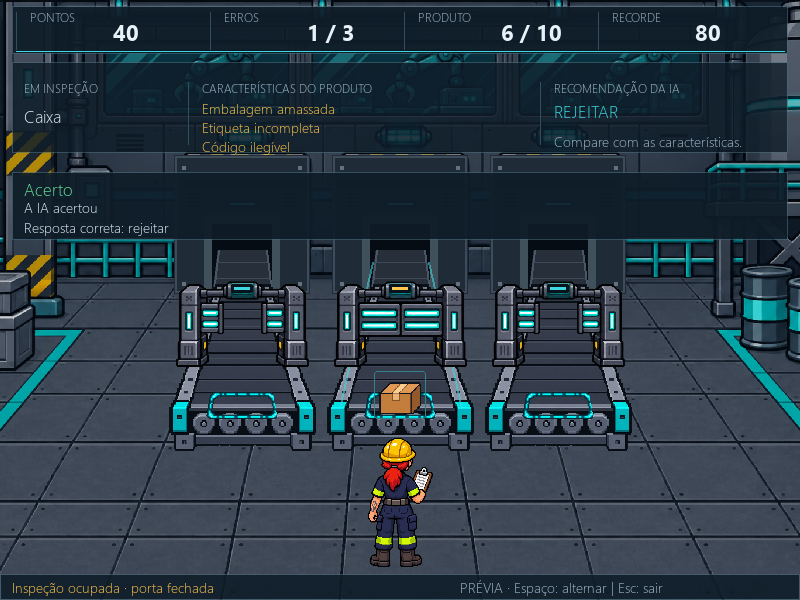 PONTOS ERROS PRODUTO RECORDE
40 1 / 3 6 / 10 80
EM INSPEÇÃO CARACTERÍSTICAS DO PRODUTO RECOMENDAÇÃO DA IA
Caixa Embalagem amassada REJEITAR
Etiqueta incompleta
Código ilegível Compare com as características.
Acerto
A IA acertou
Resposta correta: rejeitar
Inspeção ocupada · porta fechada PRÉVIA · Espaço: alternar | Esc: sair